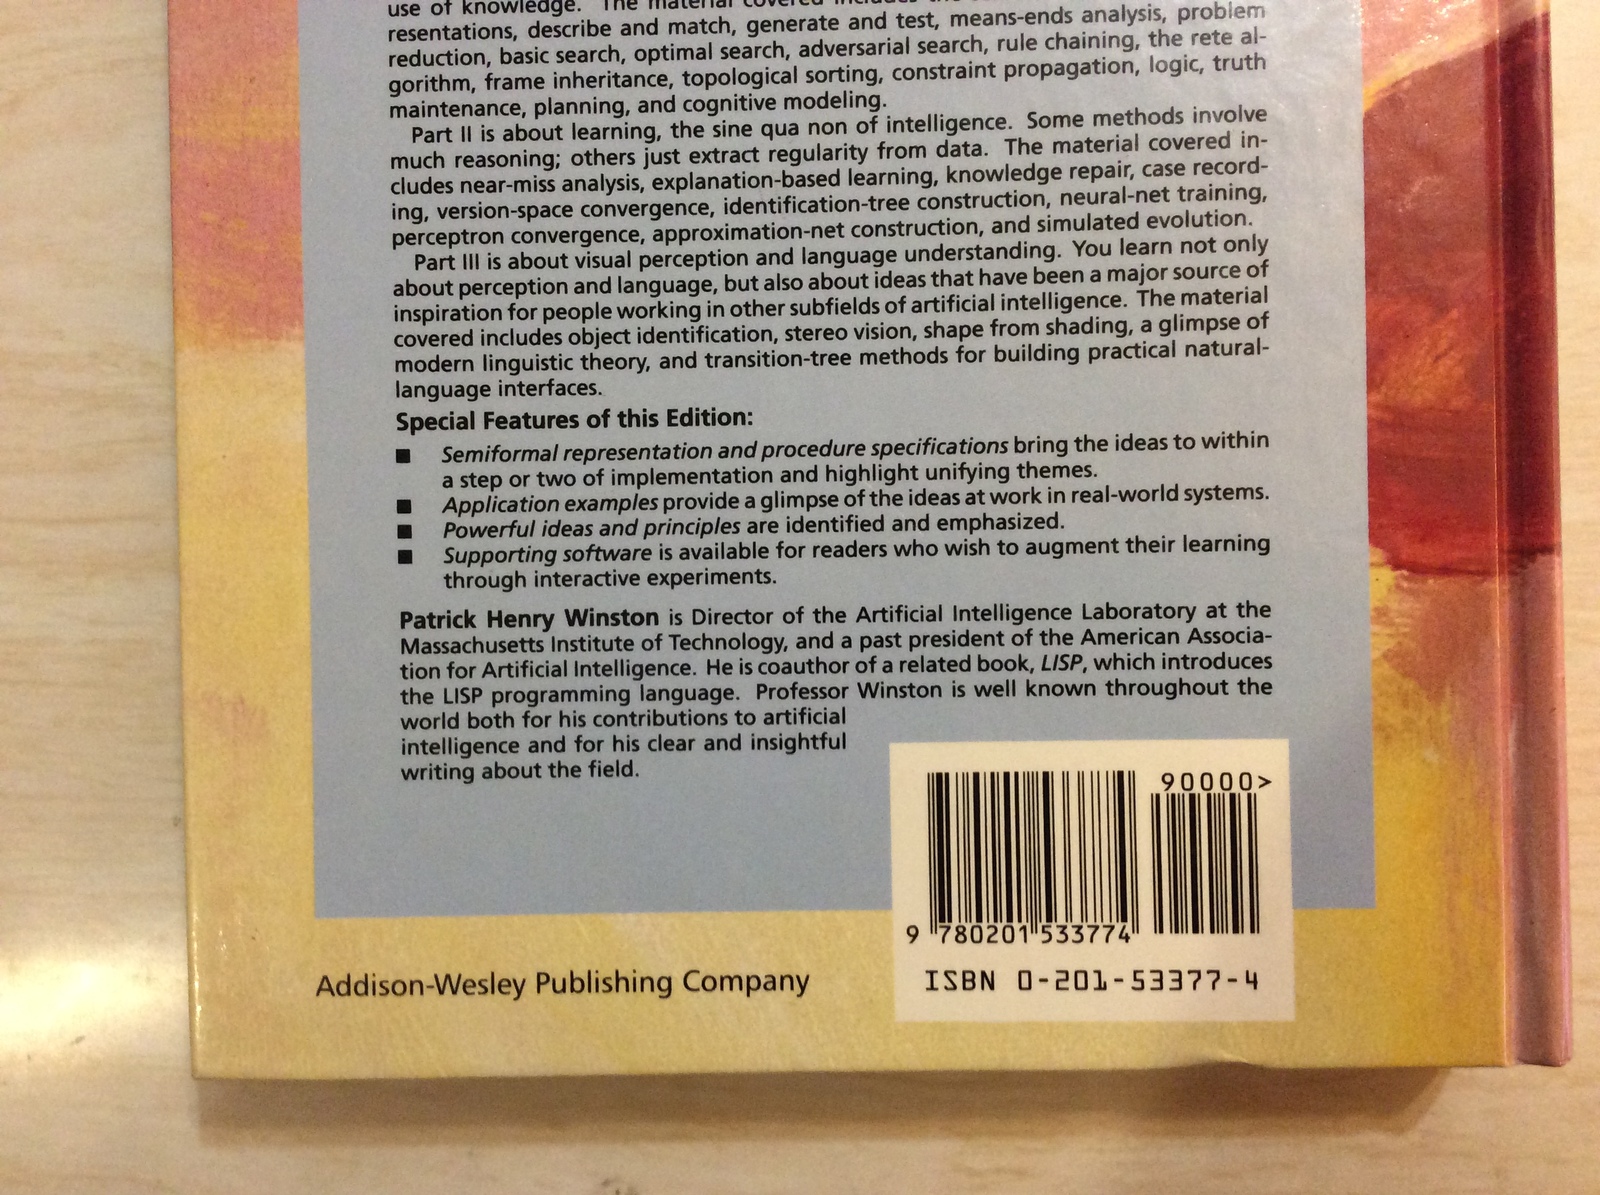 use of knowledge. The material covered includes the
resentations, describe and match, generate and test, means-ends analysis, problem
reduction, basic search, optimal search, adversarial search, rule chaining, the rete al-
gorithm, frame inheritance, topological sorting, constraint propagation, logic, truth
maintenance, planning, and cognitive modeling.
Part II is about learning, the sine qua non of intelligence. Some methods involve
much reasoning; others just extract regularity from data. The material covered in-
cludes near-miss analysis, explanation-based learning, knowledge repair, case record-
ing, version-space convergence, identification-tree construction, neural-net training,
perceptron convergence, approximation-net construction, and simulated evolution.
Part III is about visual perception and language understanding. You learn not only
about perception and language, but also about ideas that have been a major source of
inspiration for people working in other subfields of artificial intelligence. The material
covered includes object identification, stereo vision, shape from shading, a glimpse of
modern linguistic theory, and transition-tree methods for building practical natural-
language interfaces.
Special Features of this Edition:
■ Semiformal representation and procedure specifications bring the ideas to within
a step or two of implementation and highlight unifying themes.
■ Application examples provide a glimpse of the ideas at work in real-world systems.
■ Powerful ideas and principles are identified and emphasized.
■ Supporting software is available for readers who wish to augment their learning
through interactive experiments.
Patrick Henry Winston is Director of the Artificial Intelligence Laboratory at the
Massachusetts Institute of Technology, and a past president of the American Associa-
tion for Artificial Intelligence. He is coauthor of a related book, LISP, which introduces
the LISP programming language. Professor Winston is well known throughout the
world both for his contributions to artificial
intelligence and for his clear and insightful
writing about the field.
90000>
9 780201 533774
ISBN 0-201-53377-4
Addison-Wesley Publishing Company